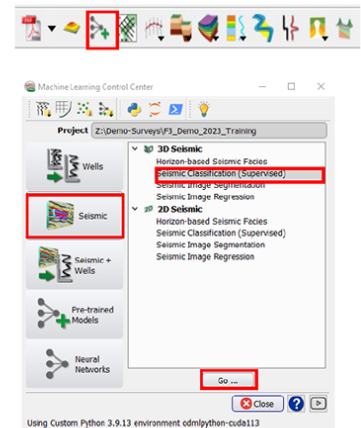 Machine Learning Control Center
Project Z:\Demo-Surveys\F3_Demo_2023_Training
Wells
Seismic
Seismic + Wells
Pre-trained Models
Neural Networks
3D Seismic
Horizon-based Seismic Facies
Seismic Classification (Supervised)
Seismic Image Segmentation
Seismic Image Regression
2D Seismic
Horizon-based Seismic Facies
Seismic Classification (Supervised)
Seismic Image Segmentation
Seismic Image Regression
Go ...
Close
Using Custom Python 3.9.13 environment odmlpython-cuda113